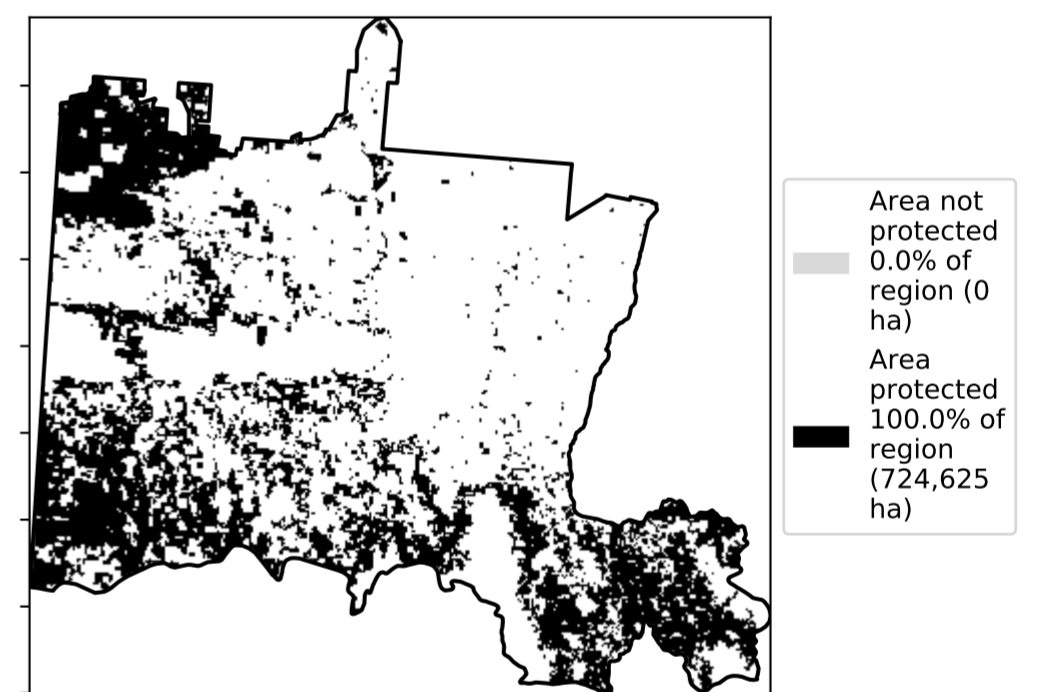 Area not
protected
0.0% of
region (0
ha)
Area
protected
100.0% of
region
(724,625
ha)